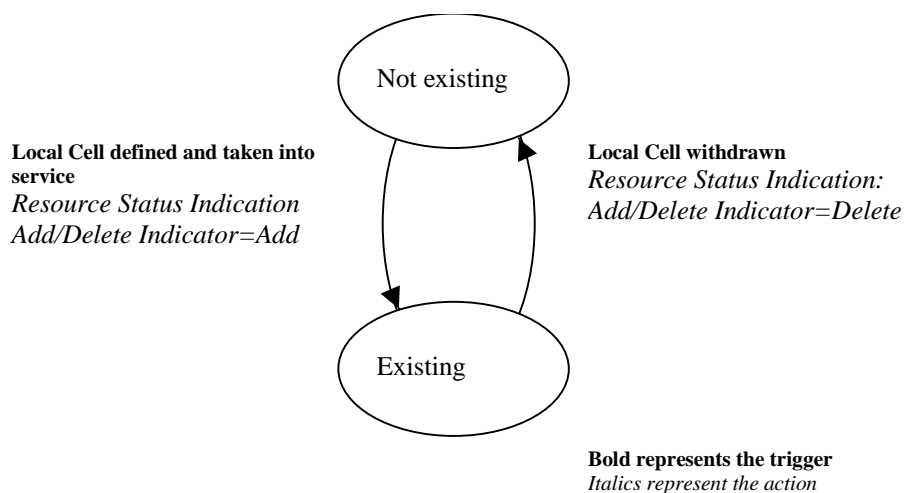 Not existing
Local Cell defined and taken into
service
Resource Status Indication
Add/Delete Indicator=Add
Local Cell withdrawn
Resource Status Indication:
Add/Delete Indicator=Delete
Existing
Bold represents the trigger
Italics represent the action